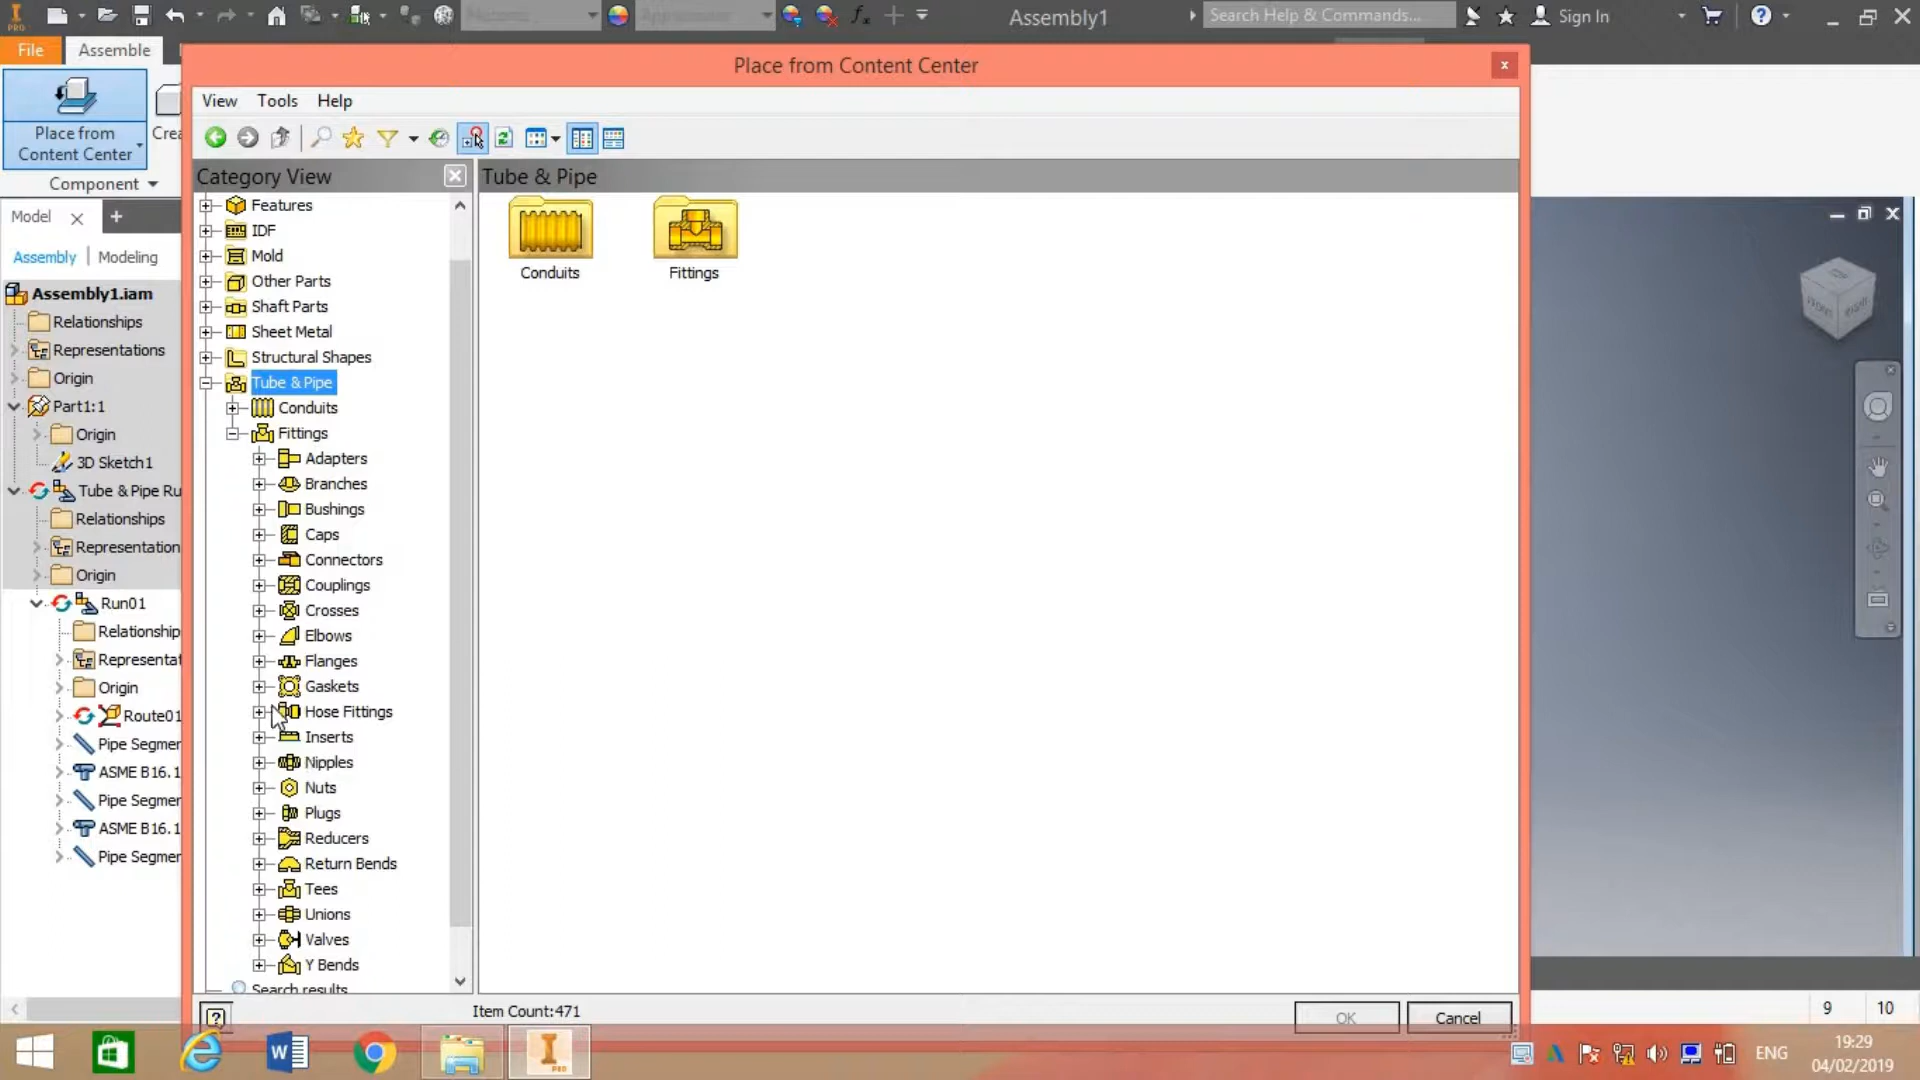 Assembly1
Search Help & Commands...
Sign In
File
Assemble
Place from Content Center
View Tools Help
Place from
Content Center
Component
Category View
Tube & Pipe
Model
Assembly
Modeling
Assembly1.iam
Relationships
Representations
Origin
Part1:1
Origin
3D Sketch1
Tube & Pipe Ru
Relationships
Representation
Origin
Run01
Relationship
Representat
Origin
Route01
Pipe Segmer
ASME B16.1
Pipe Segmer
ASME B16.1
Pipe Segmer
Features
IDF
Mold
Other Parts
Shaft Parts
Sheet Metal
Structural Shapes
Tube & Pipe
Conduits
Fittings
Adapters
Branches
Bushings
Caps
Connectors
Couplings
Crosses
Elbows
Flanges
Gaskets
Hose Fittings
Inserts
Nipples
Nuts
Plugs
Reducers
Return Bends
Tees
Unions
Valves
Y Bends
Search results
Conduits
Fittings
Item Count:471
OK
Cancel
9 10
ENG
19:29
04/02/2019